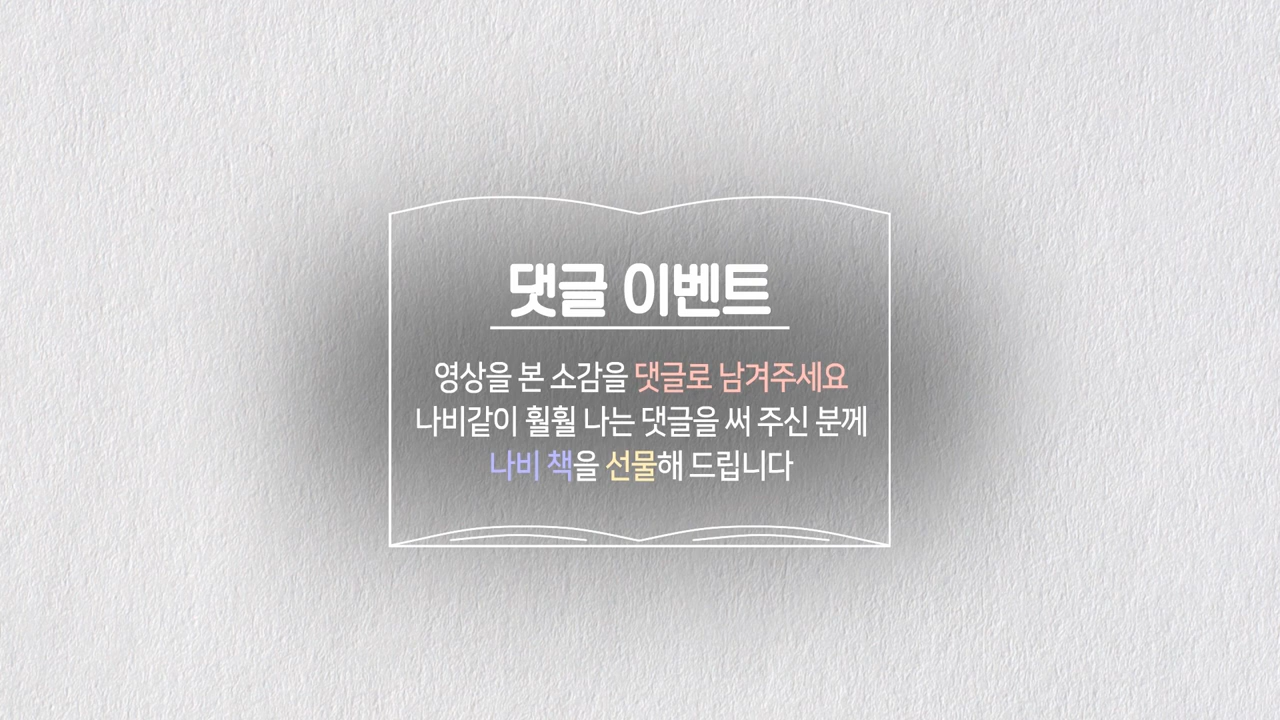 댓글 이벤트
영상을 본 소감을 댓글로 남겨주세요
나비같이 훨훨 나는 댓글을 써 주신 분께
나비 책을 선물해 드립니다